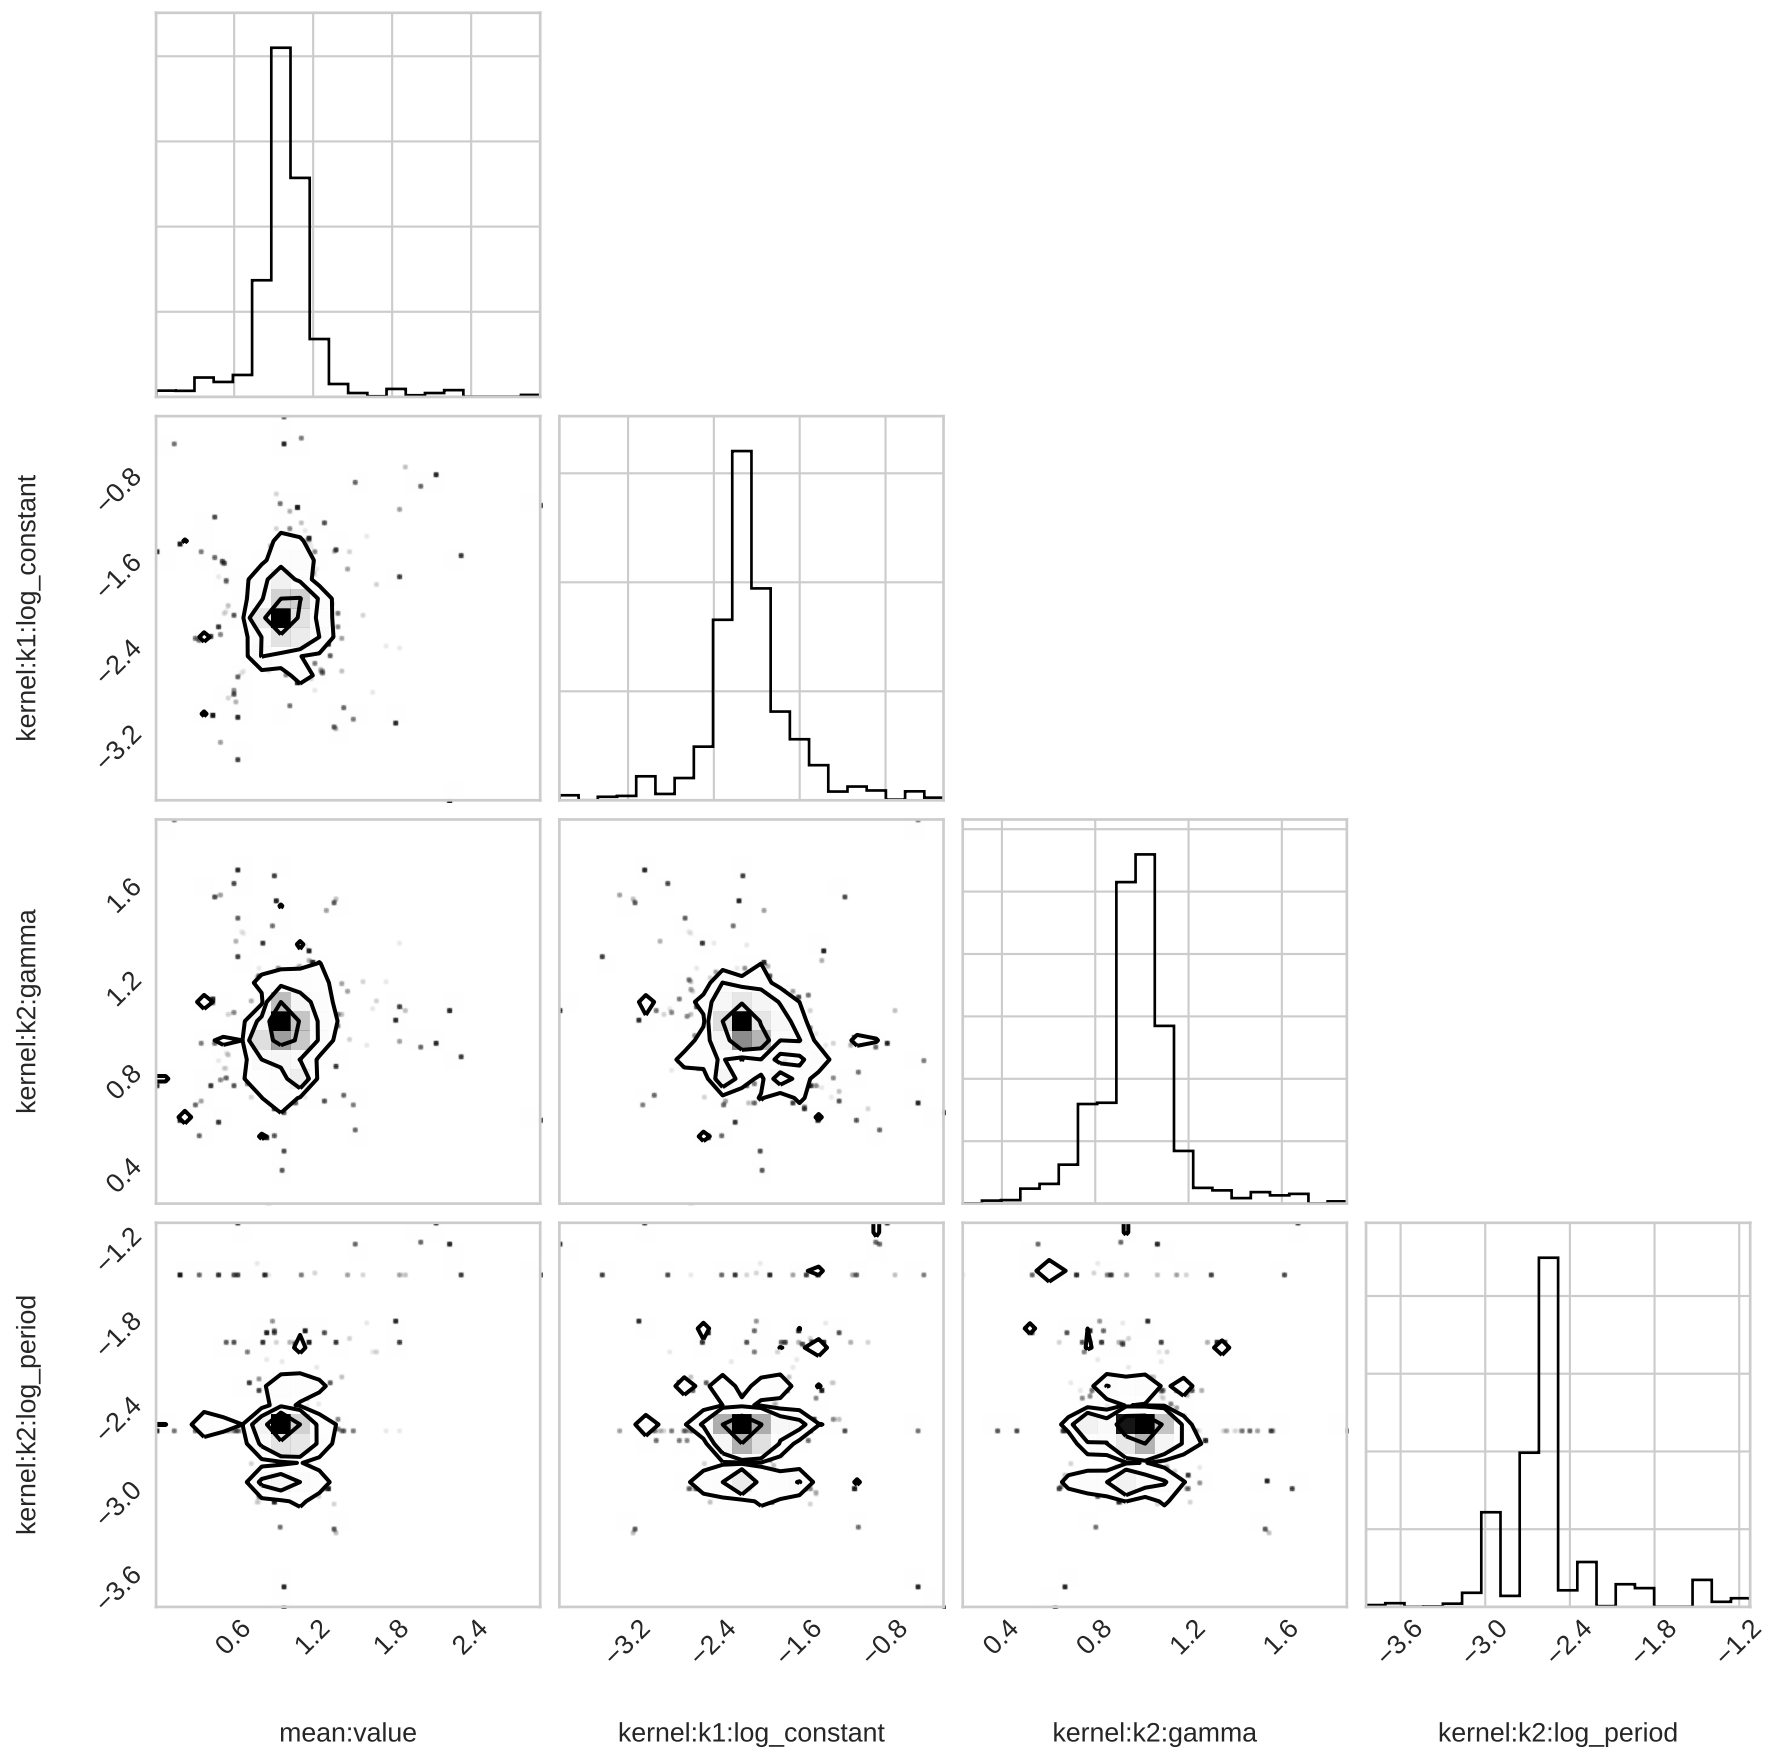 kernel:k1:log_constant
−0.8
−1.6
−2.4
−3.2
kernel:k2:gamma
1.6
1.2
0.8
0.4
kernel:k2:log_period
−1.2
−1.8
−2.4
−3.0
−3.6
0.6 1.2 1.8 2.4 −3.2 −2.4 −1.6 −0.8 0.4 0.8 1.2 1.6 −3.6 −3.0 −2.4 −1.8 −1.2
mean:value kernel:k1:log_constant kernel:k2:gamma kernel:k2:log_period